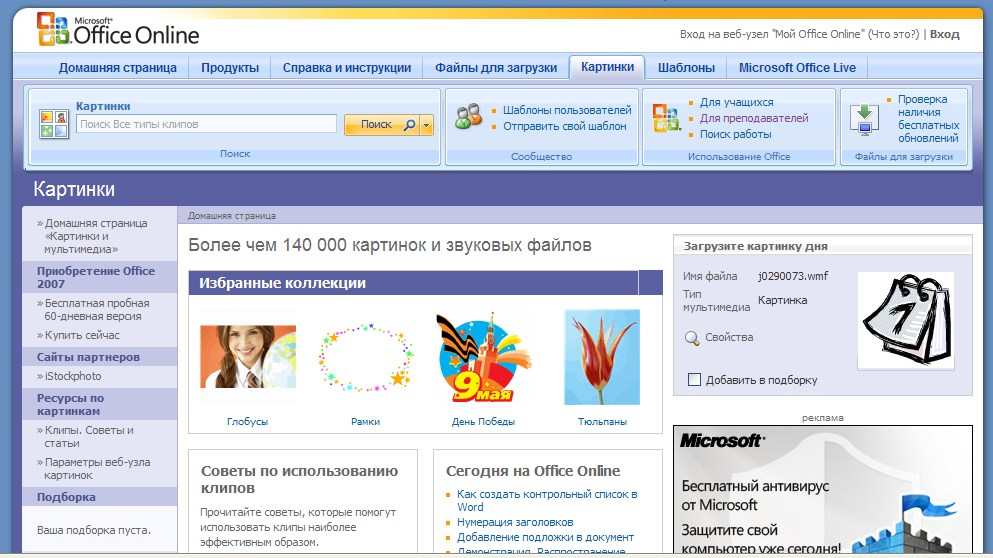 Microsoft®
Office Online
Вход на веб-узел "Мой Office Online" (Что это?) | Вход
Домашняя страница
Продукты
Справка и инструкции
Файлы для загрузки
Картинки
Шаблоны
Microsoft Office Live
Картинки
Поиск Все типы клипов
Поиск
Поиск
Шаблоны пользователей
Отправить свой шаблон
Сообщество
Для учащихся
Для преподавателей
Поиск работы
Использование Office
Проверка
наличия
бесплатных
обновлений
Файлы для загрузки
Картинки
» Домашняя страница
«Картинки и
мультимедиа»
Приобретение Office
2007
» Бесплатная пробная
60-дневная версия
» Купить сейчас
Сайты партнеров
» iStockphoto
Ресурсы по
картинкам
» Клипы. Советы и
статьи
» Параметры веб-узла
картинок
Подборка
Ваша подборка пуста.
Домашняя страница
Более чем 140 000 картинок и звуковых файлов
Избранные коллекции
9
мая
Глобусы
Рамки
День Победы
Тюльпаны
Советы по использованию
клипов
Прочитайте советы, которые помогут
использовать клипы наиболее
эффективным образом.
Сегодня на Office Online
Как создать контрольный список в
Word
Нумерация заголовков
Добавление подложки в документ
Демонстрация. Распространение
Загрузите картинку дня
Имя файла j0290073.wmf
Тип
мультимедиа Картинка
7
Свойства
Добавить в подборку
реклама
Microsoft®
Бесплатный антивирус
от Microsoft
Защитите свой
компьютер уже сегодня!